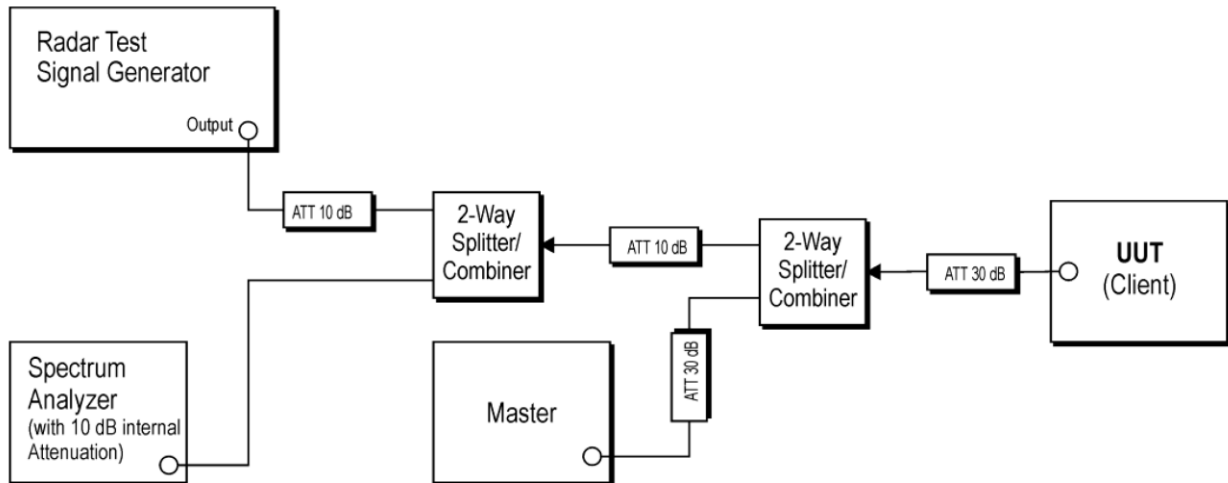 Radar Test
Signal Generator
Output
ATT 10 dB
2-Way
Splitter/
Combiner
ATT 10 dB
2-Way
Splitter/
Combiner
ATT 30 dB
UUT
(Client)
Spectrum
Analyzer
(with 10 dB internal
Attenuation)
Master
ATT 30 dB